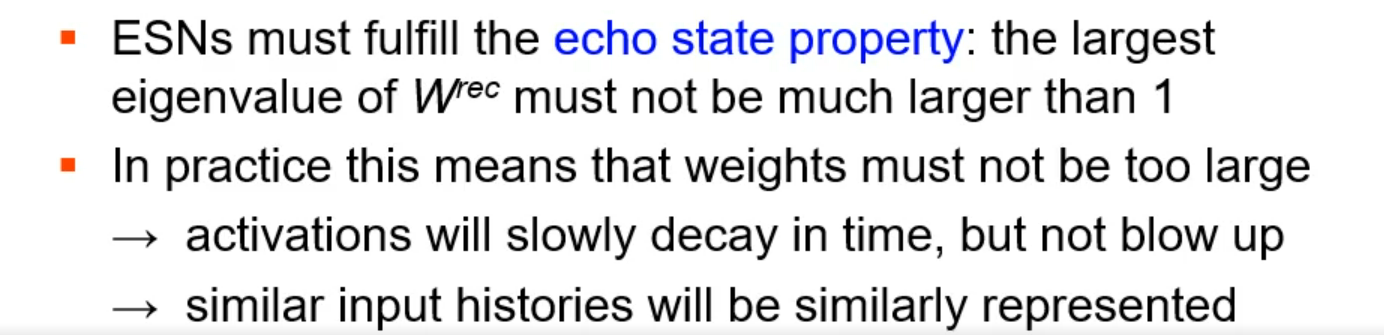 ▪ ESNs must fulfill the echo state property: the largest
eigenvalue of W^rec must not be much larger than 1
▪ In practice this means that weights must not be too large
→ activations will slowly decay in time, but not blow up
→ similar input histories will be similarly represented